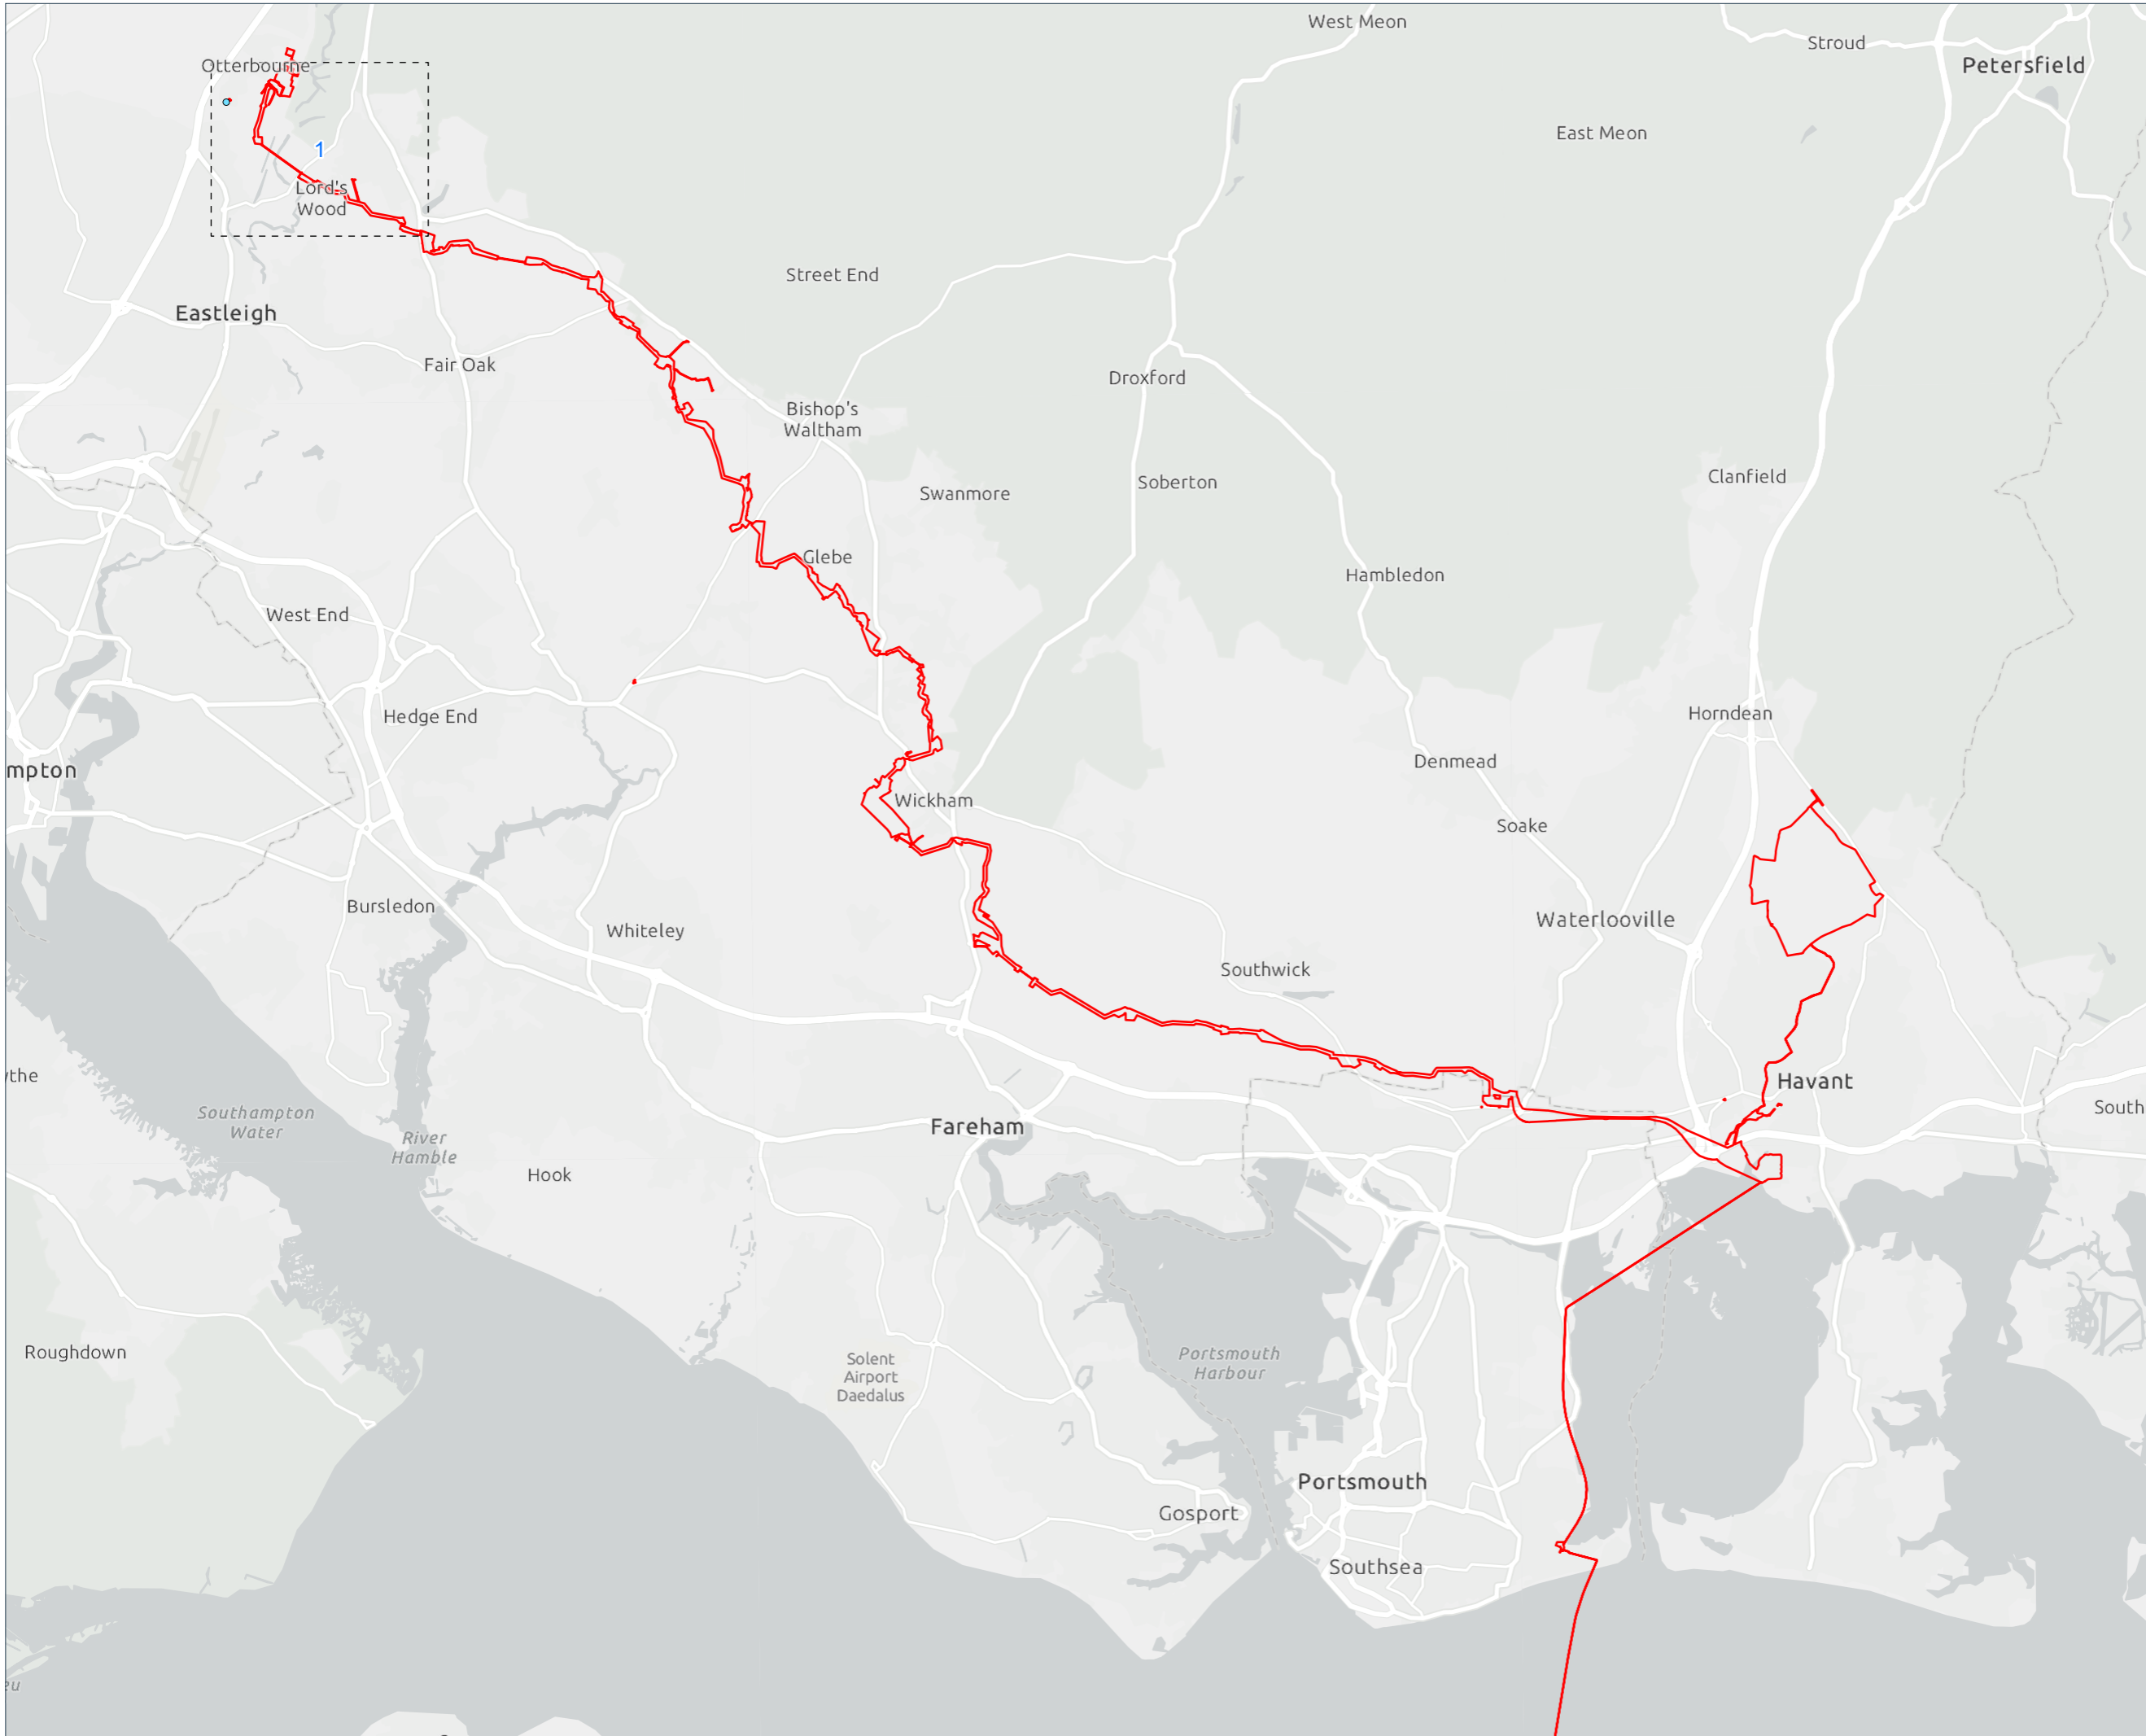 West Meon
Stroud
Petersfield
Otterbourne
East Meon
1
Lord's
Wood
Street End
Eastleigh
Fair Oak
Droxford
Bishop's
Waltham
Clanfield
Soberton
Swanmore
Glebe
Hambledon
West End
Horndean
Hedge End
Denmead
mpton
Wickham
Soake
Bursledon
Waterlooville
Whiteley
Southwick
ythe
Havant
South
Southampton
Water
Fareham
River
Hamble
Hook
Roughdown
Solent
Airport
Daedalus
Portsmouth
Harbour
Portsmouth
Gosport
Southsea
eu